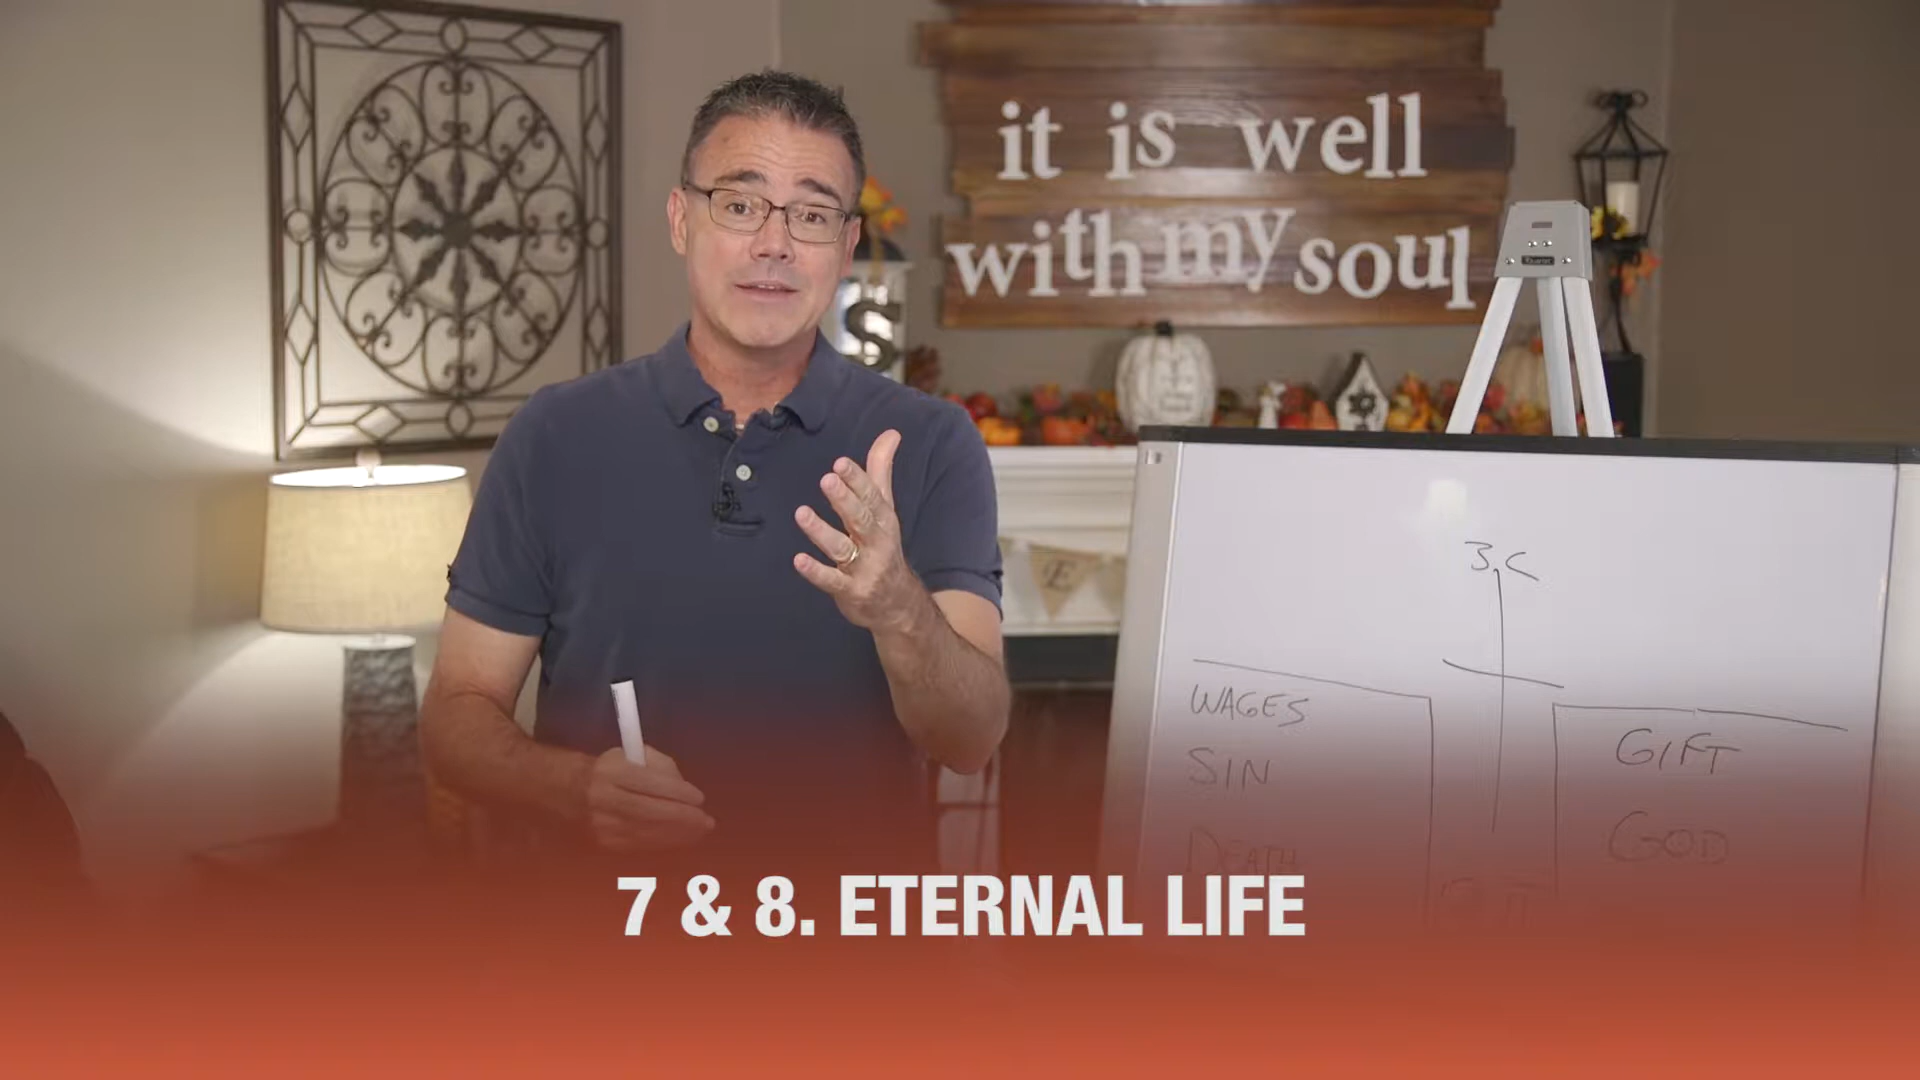 it is well
with my soul
S
E
3,C
WAGES
SIN
DEATH
GIFT
GOD
7 & 8. ETERNAL LIFE